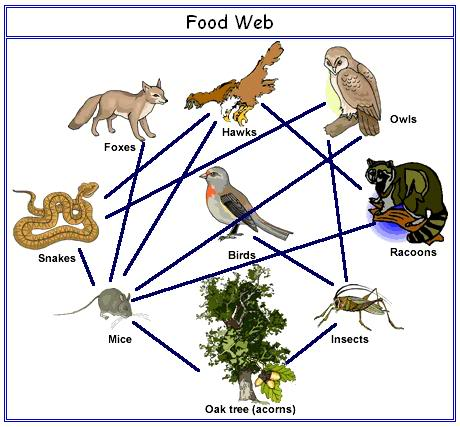 Food Web
Foxes
Hawks
Owls
Snakes
Birds
Racoons
Mice
Insects
Oak tree (acorns)